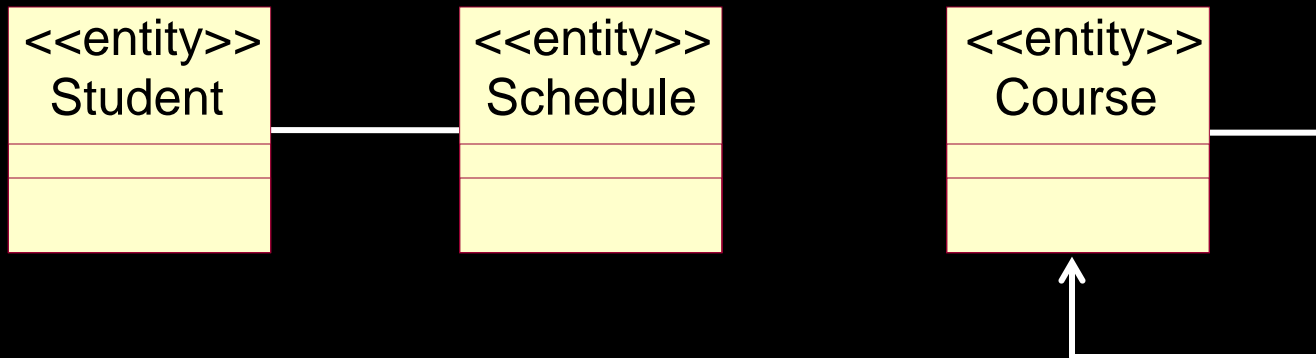 <<entity>>
Student
<<entity>>
Schedule
<<entity>>
Course